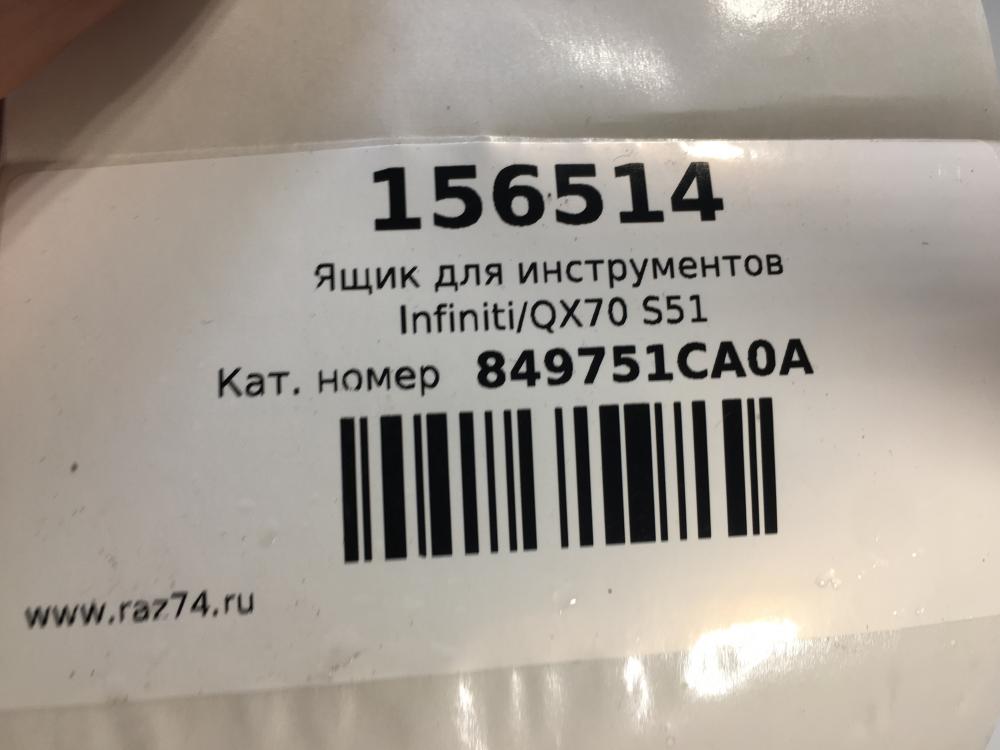 156514
Ящик для инструментов
Infiniti/QX70 S51
Кат. номер 849751CA0A
www.raz74.ru